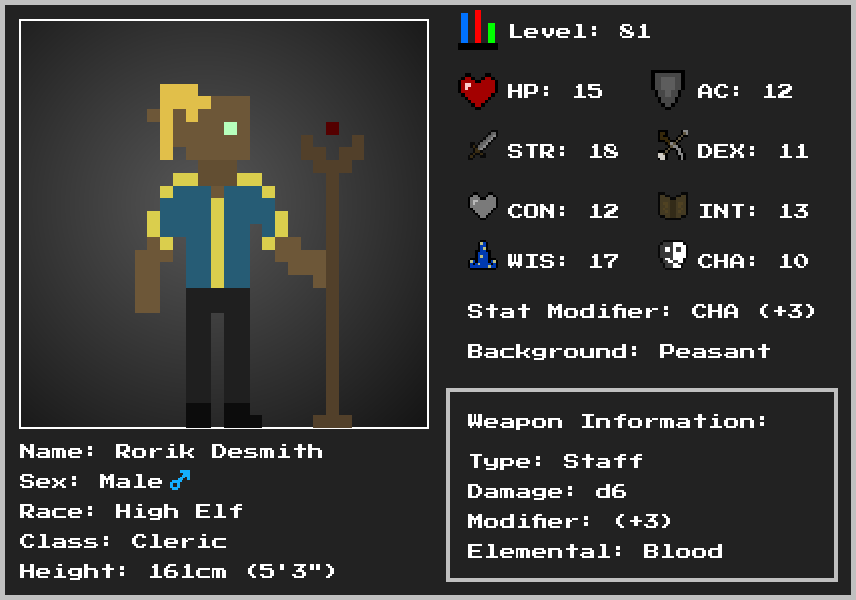 Level: 81
HP: 15
AC: 12
STR: 18
DEX: 11
CON: 12
INT: 13
WIS: 17
CHA: 10
Stat Modifier: CHA (+3)
Background: Peasant
Weapon Information:
Type: Staff
Damage: d6
Modifier: (+3)
Elemental: Blood
Name: Rorik Desmith
Sex: Male♂
Race: High Elf
Class: Cleric
Height: 161cm (5'3")